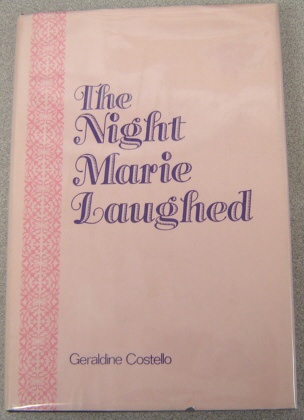 The
Night
Marie
Laughed
Geraldine Costello